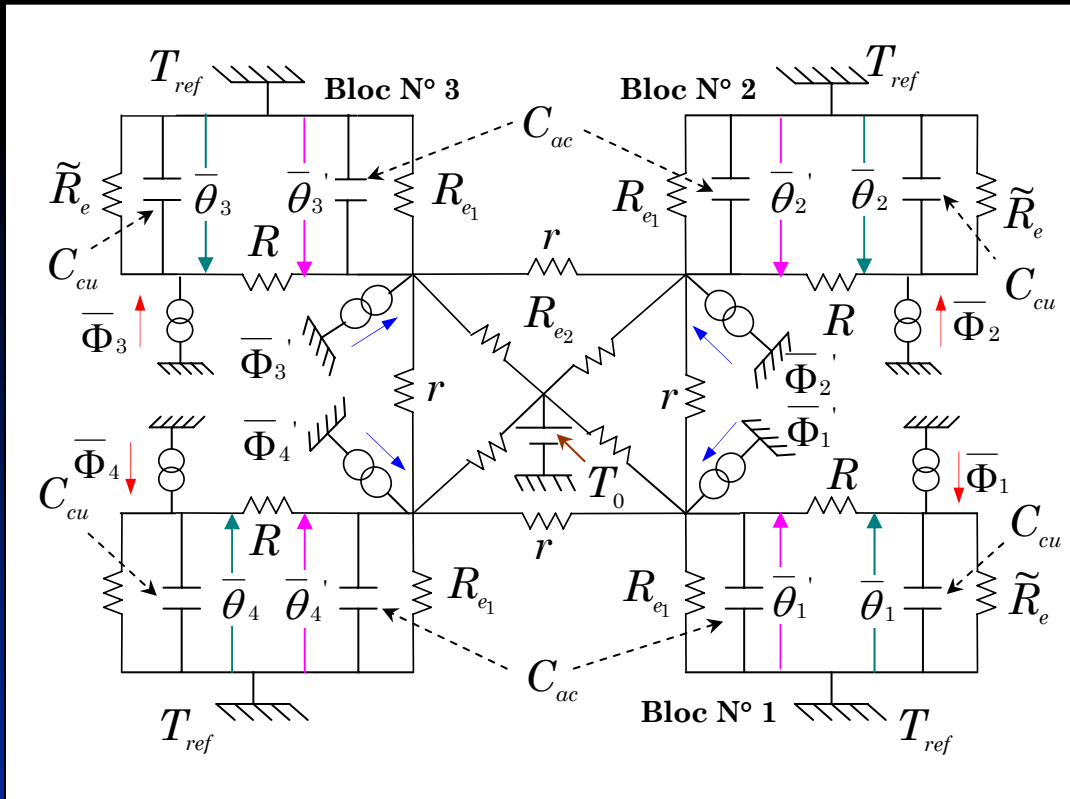 T_ref
Bloc N° 3
Bloc N° 2
T_ref
C_ac
R̃_e
θ̄_3
θ̄_3'
R_e₁
R_e₁
θ̄_2'
θ̄_2
R̃_e
C_cu
R
r
R
C_cu
Φ̄_3
Φ̄_3'
R_e₂
Φ̄_2'
Φ̄_2
r
r
Φ̄_4
Φ̄_4'
Φ̄_1'
Φ̄_1
C_cu
R
r
T_0
R
C_cu
θ̄_4
θ̄_4'
R_e₁
R_e₁
θ̄_1'
θ̄_1
R̃_e
C_ac
T_ref
Bloc N° 1
T_ref